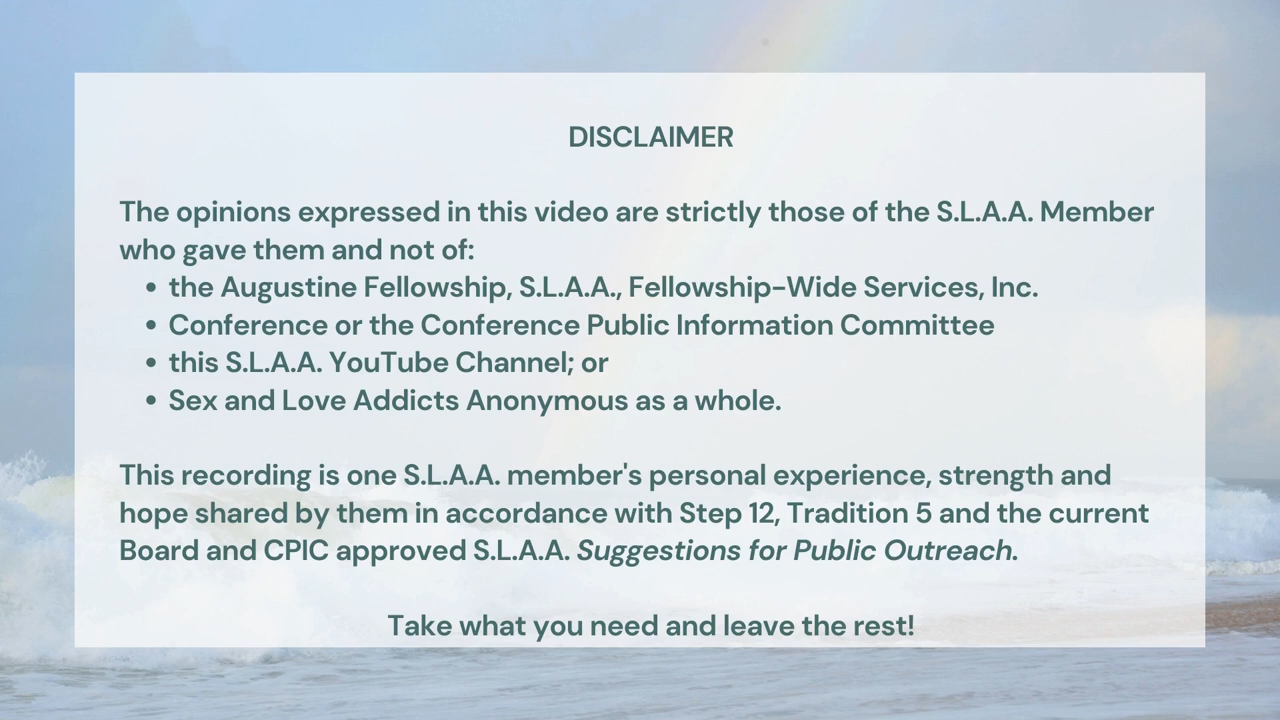 DISCLAIMER
The opinions expressed in this video are strictly those of the S.L.A.A. Member
who gave them and not of:
• the Augustine Fellowship, S.L.A.A., Fellowship-Wide Services, Inc.
• Conference or the Conference Public Information Committee
• this S.L.A.A. YouTube Channel; or
• Sex and Love Addicts Anonymous as a whole.
This recording is one S.L.A.A. member's personal experience, strength and
hope shared by them in accordance with Step 12, Tradition 5 and the current
Board and CPIC approved S.L.A.A. Suggestions for Public Outreach.
Take what you need and leave the rest!